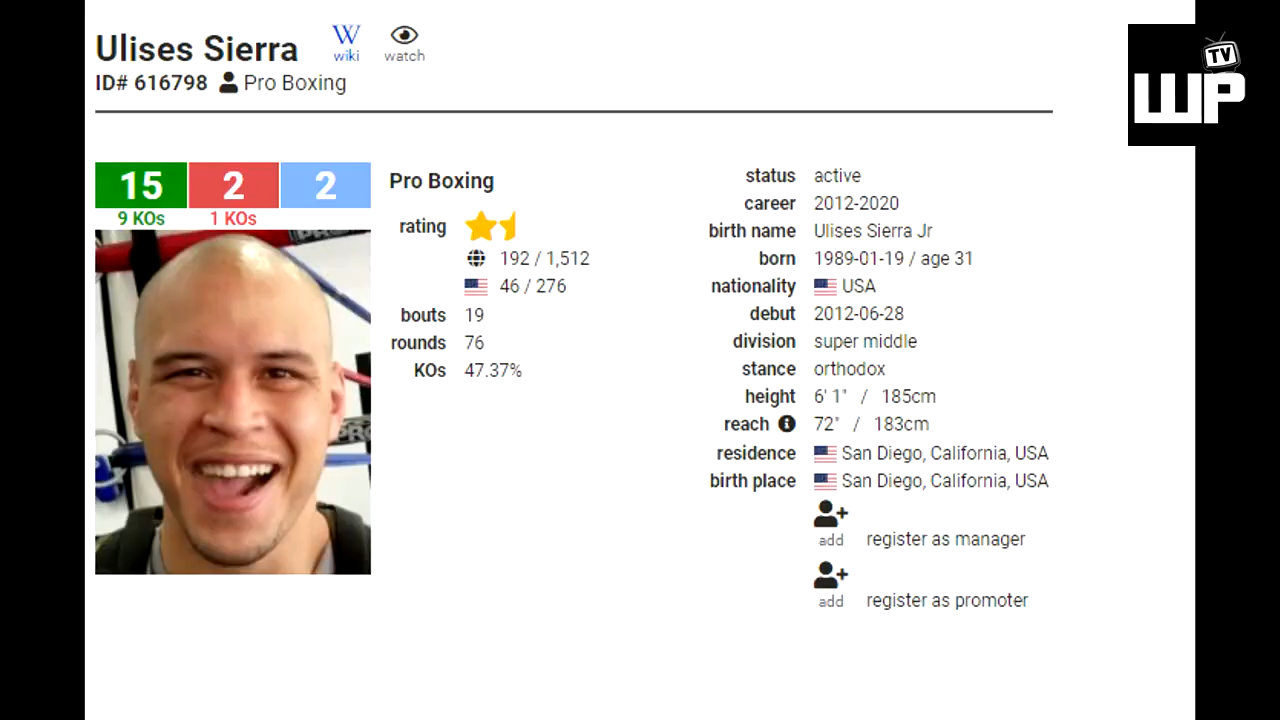 Ulises Sierra
wiki
watch
ID# 616798 Pro Boxing
TV
WP
15 2 2
9 KOs 1 KOs
Pro Boxing
rating
192 / 1,512
46 / 276
bouts 19
rounds 76
KOs 47.37%
status active
career 2012-2020
birth name Ulises Sierra Jr
born 1989-01-19 / age 31
nationality USA
debut 2012-06-28
division super middle
stance orthodox
height 6' 1" / 185cm
reach 72" / 183cm
residence San Diego, California, USA
birth place San Diego, California, USA
add register as manager
add register as promoter